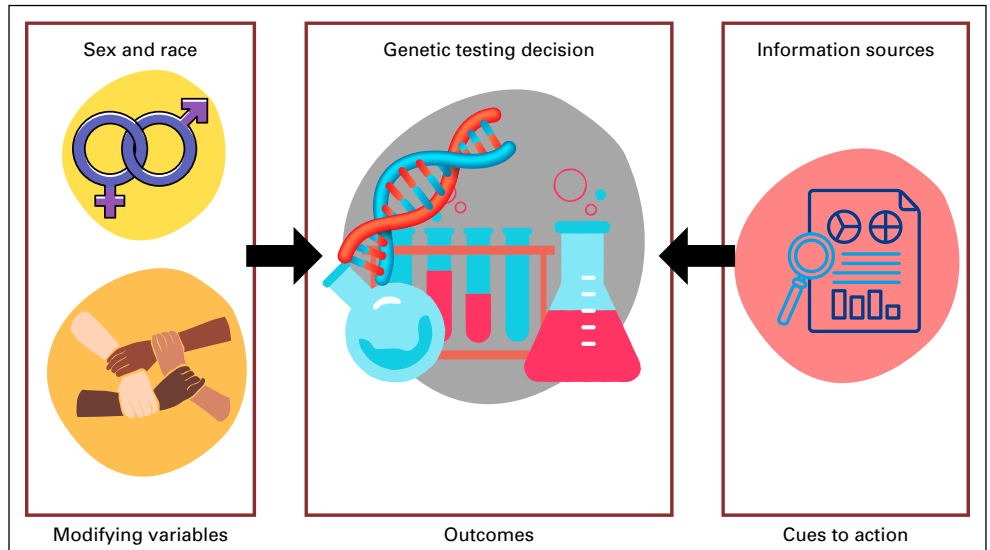 Sex and race
Genetic testing decision
Information sources
Modifying variables
Outcomes
Cues to action